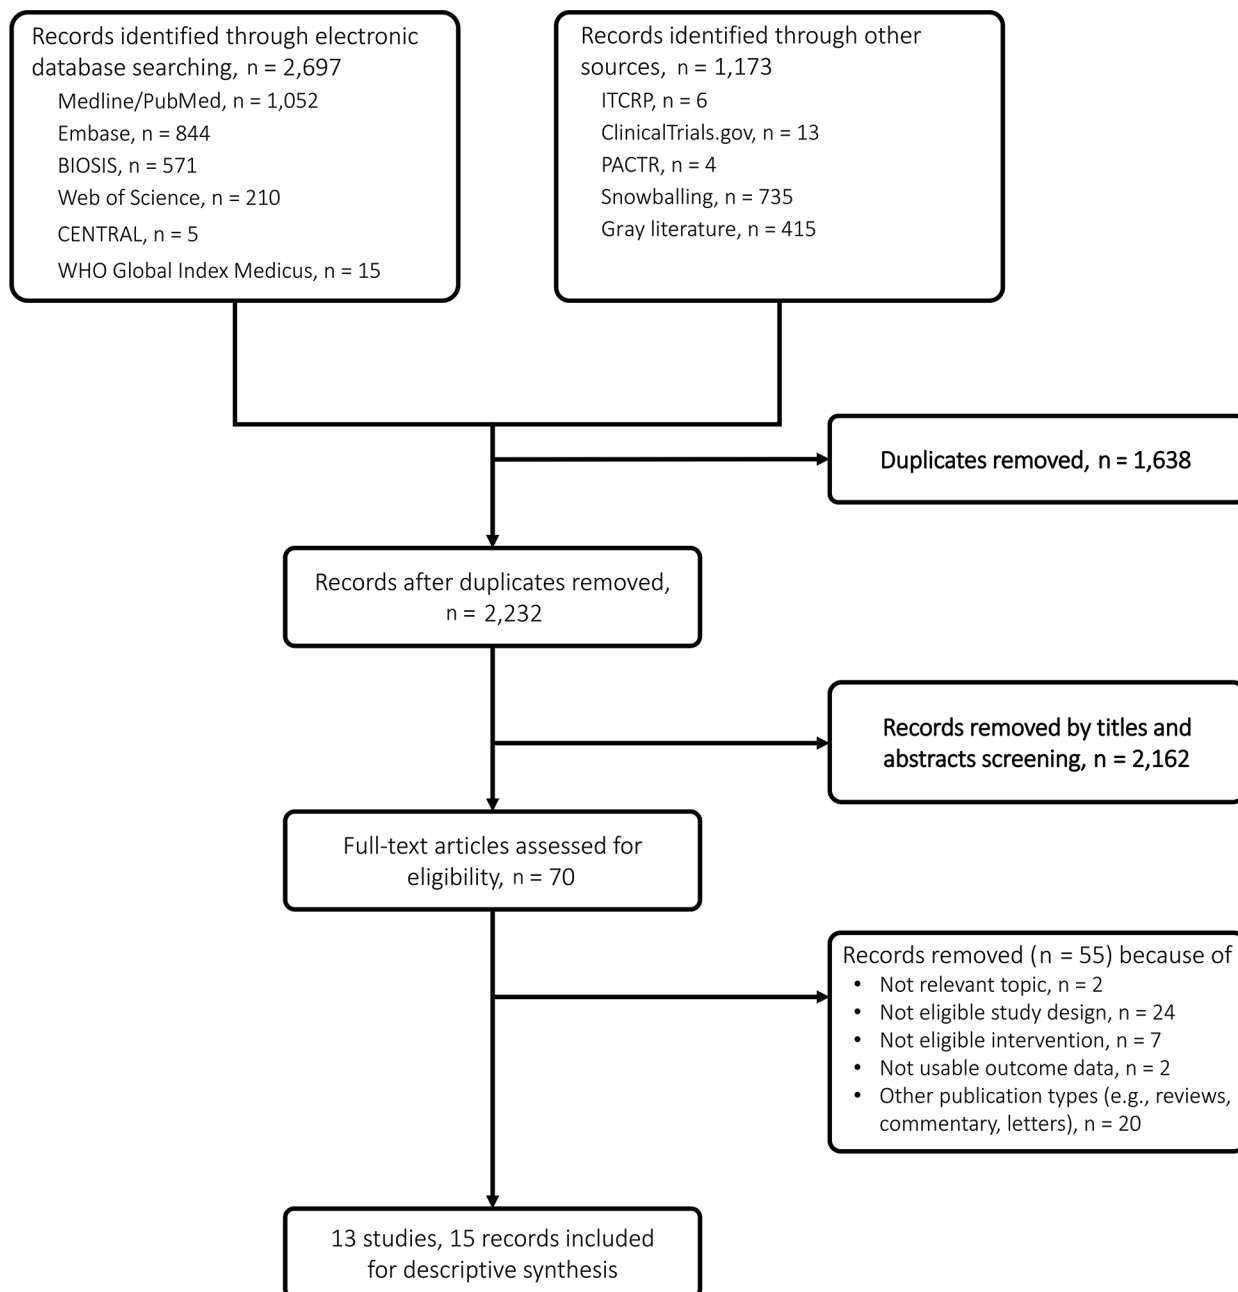 Records identified through electronic
database searching, n = 2,697
Medline/PubMed, n = 1,052
Embase, n = 844
BIOSIS, n = 571
Web of Science, n = 210
CENTRAL, n = 5
WHO Global Index Medicus, n = 15
Records identified through other
sources, n = 1,173
ITCRP, n = 6
ClinicalTrials.gov, n = 13
PACTR, n = 4
Snowballing, n = 735
Gray literature, n = 415
Duplicates removed, n = 1,638
Records after duplicates removed,
n = 2,232
Records removed by titles and
abstracts screening, n = 2,162
Full-text articles assessed for
eligibility, n = 70
Records removed (n = 55) because of
• Not relevant topic, n = 2
• Not eligible study design, n = 24
• Not eligible intervention, n = 7
• Not usable outcome data, n = 2
• Other publication types (e.g., reviews,
commentary, letters), n = 20
13 studies, 15 records included
for descriptive synthesis